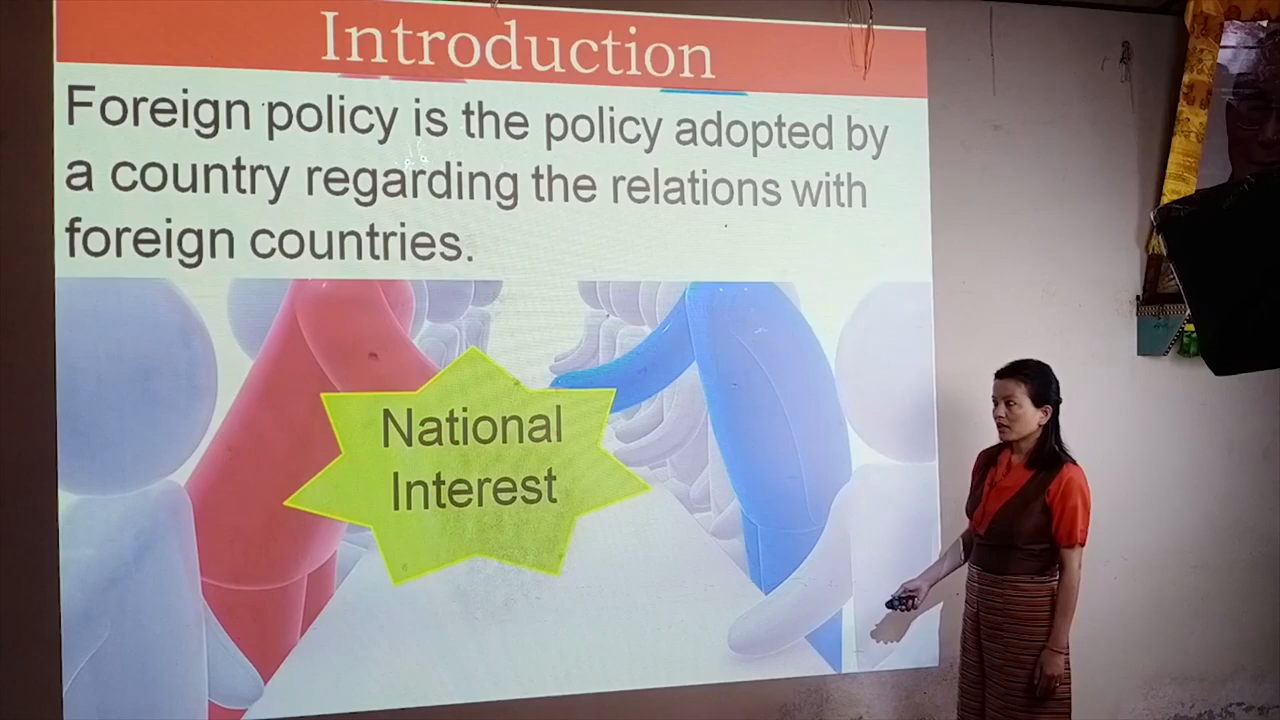 Introduction
Foreign policy is the policy adopted by
a country regarding the relations with
foreign countries.
National
Interest